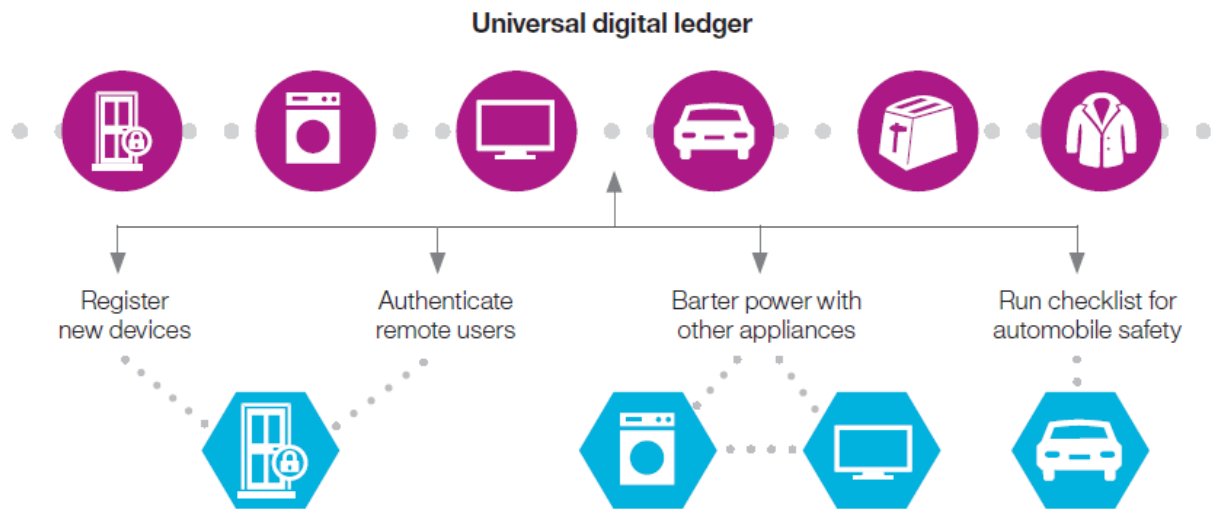 Universal digital ledger
Register
new devices
Authenticate
remote users
Barter power with
other appliances
Run checklist for
automobile safety